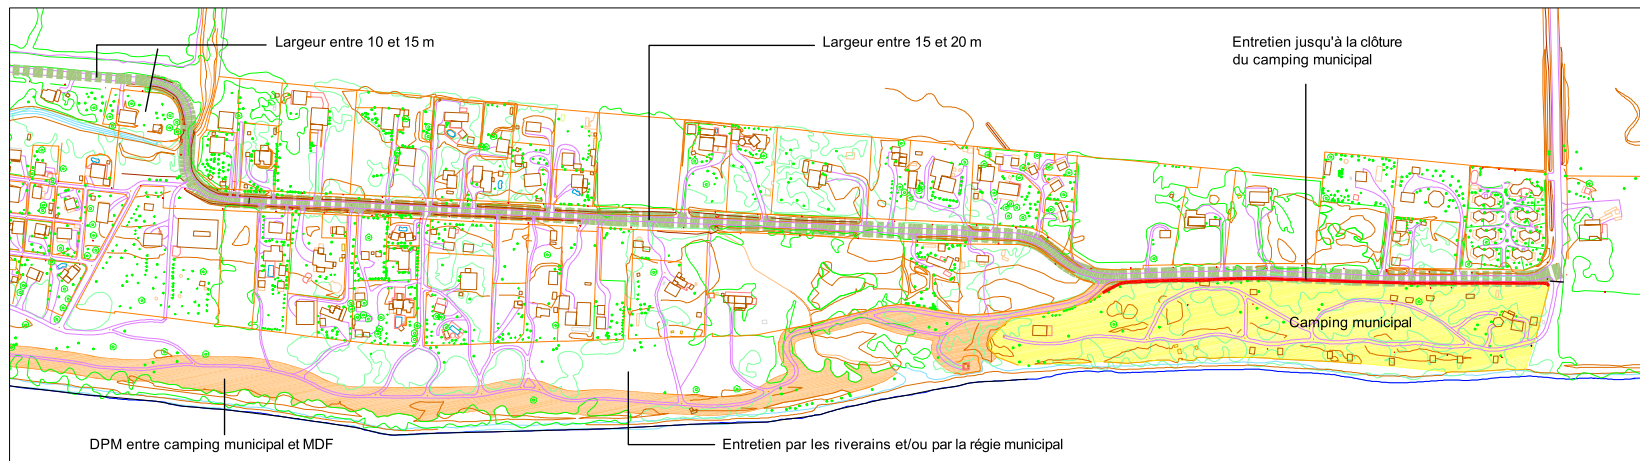 Largeur entre 10 et 15 m
Largeur entre 15 et 20 m
Entretien jusqu'à la clôture
du camping municipal
Camping municipal
DPM entre camping municipal et MDF
Entretien par les riverains et/ou par la régie municipal